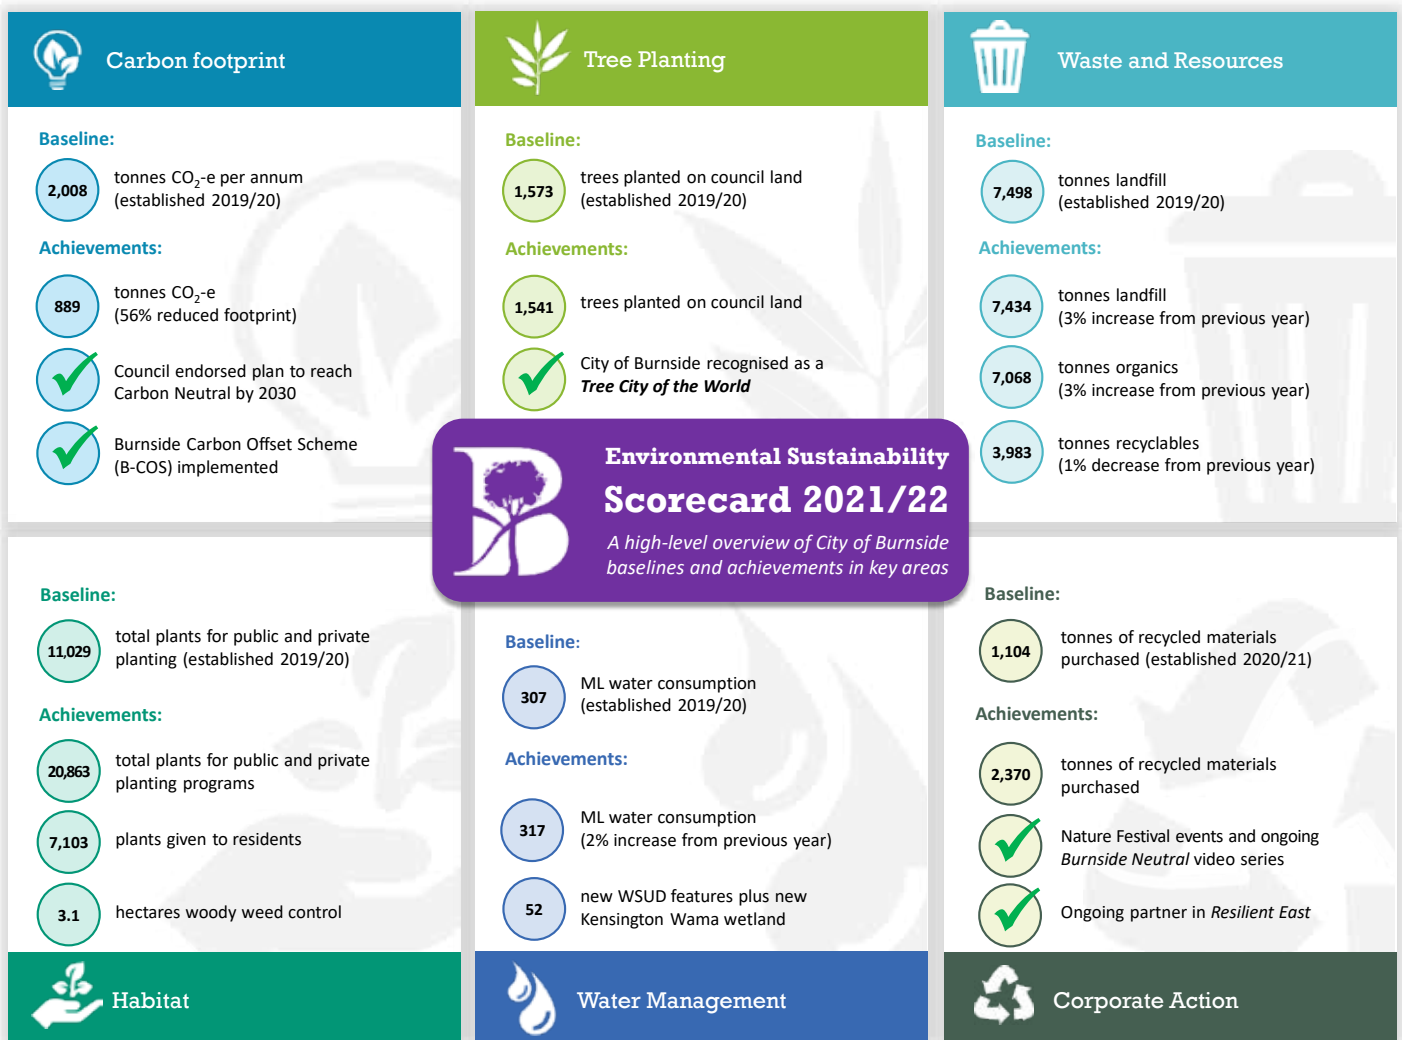 Carbon footprint
Baseline:
2,008
tonnes CO2-e per annum
(established 2019/20)
Achievements:
889
tonnes CO2-e
(56% reduced footprint)
Council endorsed plan to reach
Carbon Neutral by 2030
Burnside Carbon Offset Scheme
(B-COS) implemented
Tree Planting
Baseline:
1,573
trees planted on council land
(established 2019/20)
Achievements:
1,541
trees planted on council land
City of Burnside recognised as a
Tree City of the World
Waste and Resources
Baseline:
7,498
tonnes landfill
(established 2019/20)
Achievements:
7,434
tonnes landfill
(3% increase from previous year)
7,068
tonnes organics
(3% increase from previous year)
3,983
tonnes recyclables
(1% decrease from previous year)
B
Environmental Sustainability
Scorecard 2021/22
A high-level overview of City of Burnside
baselines and achievements in key areas
Baseline:
11,029
total plants for public and private
planting (established 2019/20)
Achievements:
20,863
total plants for public and private
planting programs
7,103
plants given to residents
3.1
hectares woody weed control
Habitat
Baseline:
307
ML water consumption
(established 2019/20)
Achievements:
317
ML water consumption
(2% increase from previous year)
52
new WSUD features plus new
Kensington Wama wetland
Water Management
Baseline:
1,104
tonnes of recycled materials
purchased (established 2020/21)
Achievements:
2,370
tonnes of recycled materials
purchased
Nature Festival events and ongoing
Burnside Neutral video series
Ongoing partner in Resilient East
Corporate Action